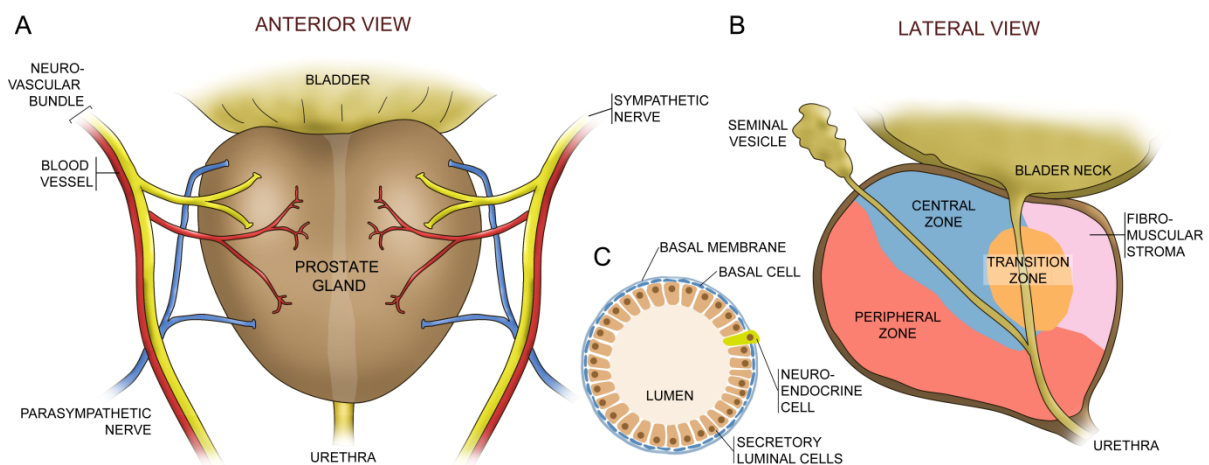 A
ANTERIOR VIEW
NEURO-
VASCULAR
BUNDLE
BLADDER
SYMPATHETIC
NERVE
BLOOD
VESSEL
PROSTATE
GLAND
PARASYMPATHETIC
NERVE
URETHRA
B
LATERAL VIEW
SEMINAL
VESICLE
BLADER NECK
CENTRAL
ZONE
FIBRO-
MUSCULAR
STROMA
TRANSITION
ZONE
PERIPHERAL
ZONE
URETHRA
C
BASAL MEMBRANE
BASAL CELL
LUMEN
NEURO-
ENDOCRINE
CELL
SECRETORY
LUMINAL CELLS